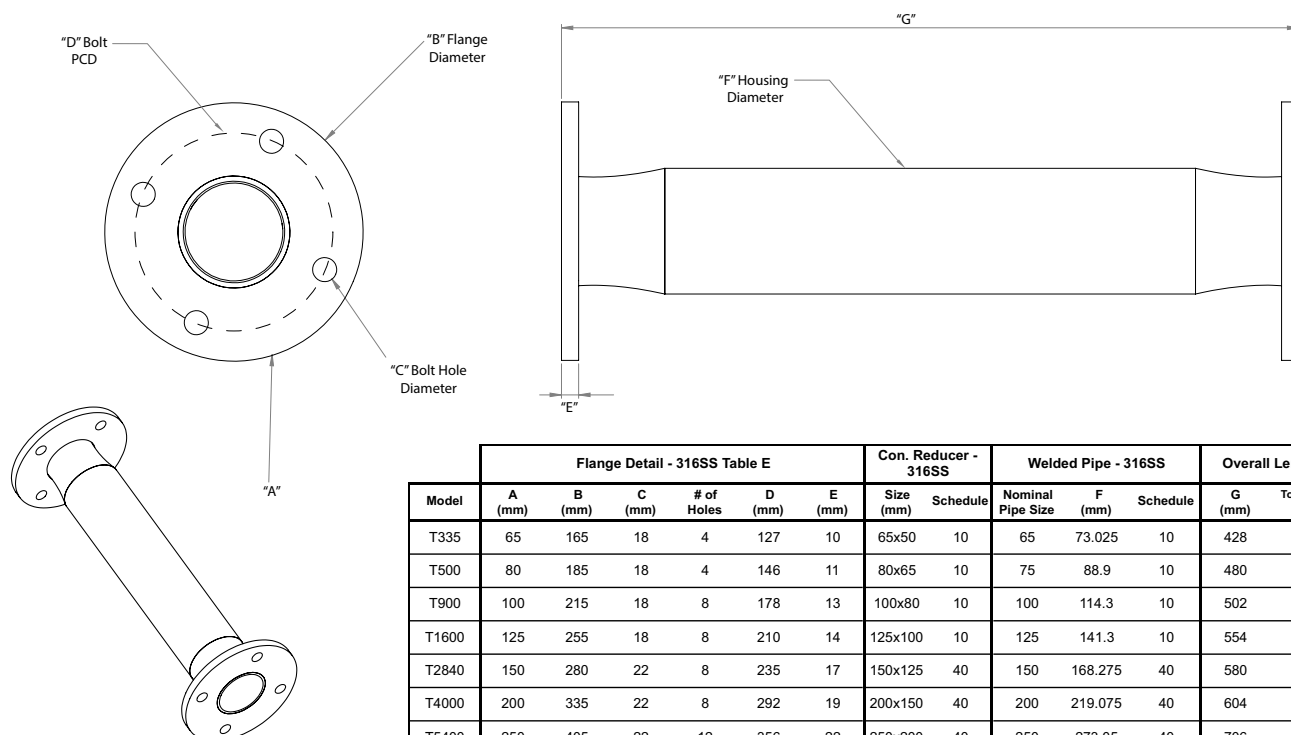 "G"
"D" Bolt
PCD
"B" Flange
Diameter
"F" Housing
Diameter
"C" Bolt Hole
Diameter
"E"
"A"
Flange Detail - 316SS Table E
Con. Reducer -
316SS
Welded Pipe - 316SS
Overall Le
Model A (mm) B (mm) C (mm) # of Holes D (mm) E (mm) Size (mm) Schedule Nominal Pipe Size F (mm) Schedule G (mm)
T335 65 165 18 4 127 10 65x50 10 65 73.025 10 428
T500 80 185 18 4 146 11 80x65 10 75 88.9 10 480
T900 100 215 18 8 178 13 100x80 10 100 114.3 10 502
T1600 125 255 18 8 210 14 125x100 10 125 141.3 10 554
T2840 150 280 22 8 235 17 150x125 40 150 168.275 40 580
T4000 200 335 22 8 292 19 200x150 40 200 219.075 40 604